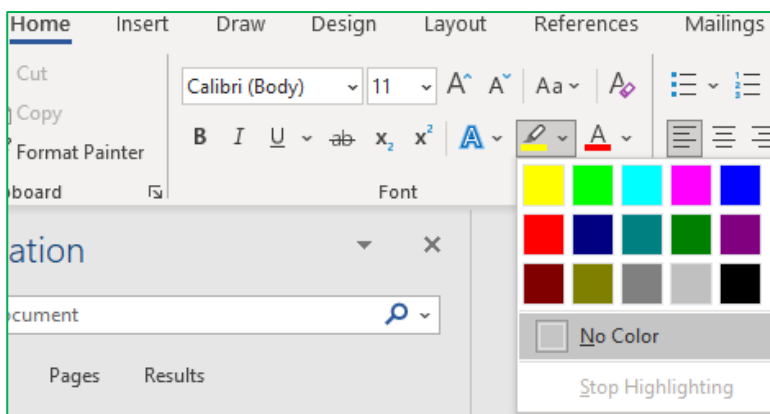 Home Insert Draw Design Layout References Mailings
Cut
Calibri (Body) 11 Aa
Copy
Format Painter B I U ab x₂ x² A A
board Font
ation
ocument
Pages Results
No Color
Stop Highlighting